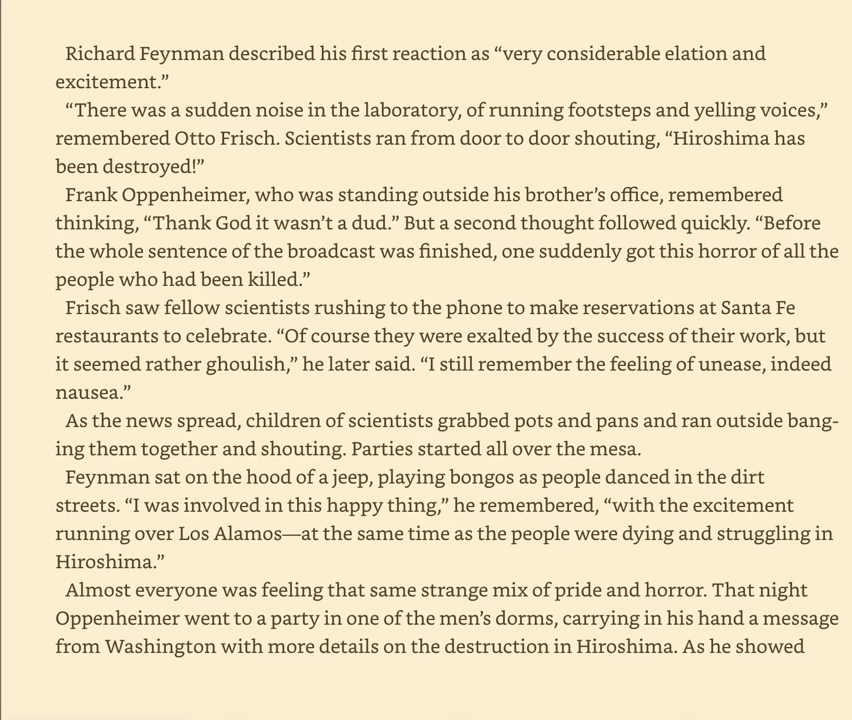 Richard Feynman described his first reaction as “very considerable elation and
excitement.”
“There was a sudden noise in the laboratory, of running footsteps and yelling voices,”
remembered Otto Frisch. Scientists ran from door to door shouting, “Hiroshima has
been destroyed!”
Frank Oppenheimer, who was standing outside his brother’s office, remembered
thinking, “Thank God it wasn’t a dud.” But a second thought followed quickly. “Before
the whole sentence of the broadcast was finished, one suddenly got this horror of all the
people who had been killed.”
Frisch saw fellow scientists rushing to the phone to make reservations at Santa Fe
restaurants to celebrate. “Of course they were exalted by the success of their work, but
it seemed rather ghoulish,” he later said. “I still remember the feeling of unease, indeed
nausea.”
As the news spread, children of scientists grabbed pots and pans and ran outside bang-
ing them together and shouting. Parties started all over the mesa.
Feynman sat on the hood of a jeep, playing bongos as people danced in the dirt
streets. “I was involved in this happy thing,” he remembered, “with the excitement
running over Los Alamos—at the same time as the people were dying and struggling in
Hiroshima.”
Almost everyone was feeling that same strange mix of pride and horror. That night
Oppenheimer went to a party in one of the men’s dorms, carrying in his hand a message
from Washington with more details on the destruction in Hiroshima. As he showed